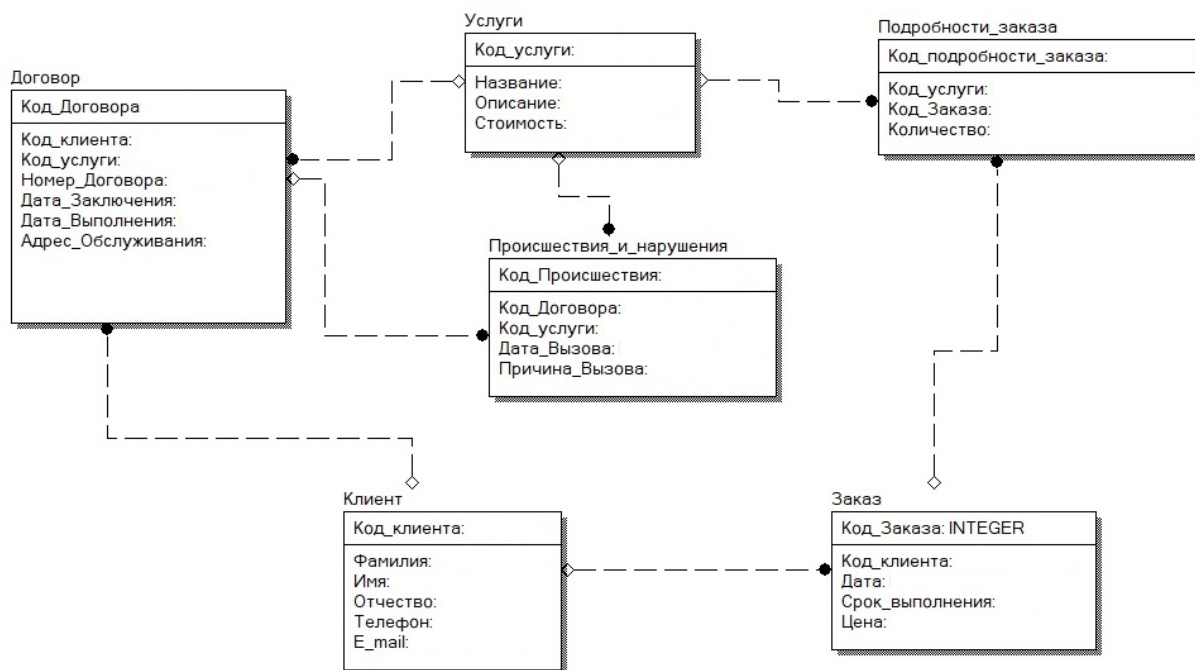 Услуги
Код_услуги:
Название:
Описание:
Стоимость:
Подробности_заказа
Код_подробности_заказа:
Код_услуги:
Код_Заказа:
Количество:
Договор
Код_Договора
Код_клиента:
Код_услуги:
Номер_Договора:
Дата_Заключения:
Дата_Выполнения:
Адрес_Обслуживания:
Происшествия_и_нарушения
Код_Происшествия:
Код_Договора:
Код_услуги:
Дата_Вызова:
Причина_Вызова:
Клиент
Код_клиента:
Фамилия:
Имя:
Отчество:
Телефон:
E_mail:
Заказ
Код_Заказа: INTEGER
Код_клиента:
Дата:
Срок_выполнения:
Цена: